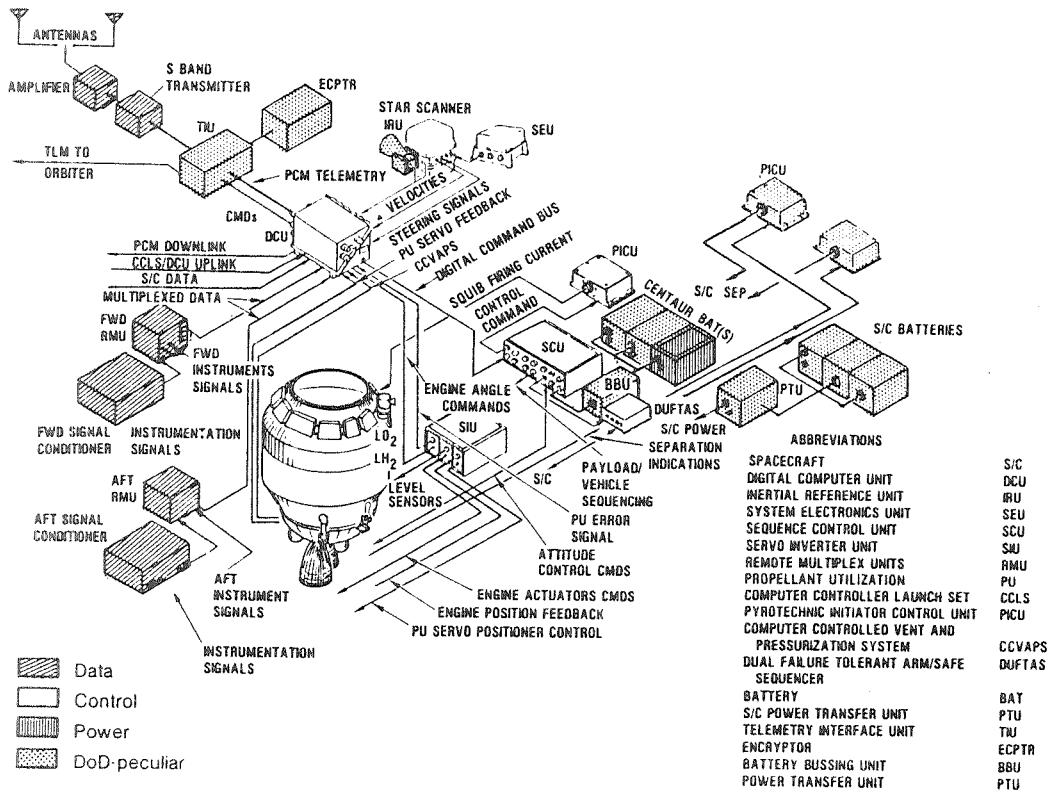 ANTENNAS
AMPLIFIER
S BAND
TRANSMITTER
ECPTR
TIU
TLM TO
ORBITER
PCM TELEMETRY
STAR SCANNER
IRU
SEU
CMDs
DCU
VELOCITIES
STEERING SIGNALS
PU SERVO FEEDBACK
CCVAPS
DIGITAL COMMAND BUS
SQUIB FIRING CURRENT
CONTROL
COMMAND
PICU
PICU
S/C SEP
PCM DOWNLINK
CCLS/DCU UPLINK
S/C DATA
MULTIPLEXED DATA
FWD
RMU
FWD
INSTRUMENTS
SIGNALS
FWD SIGNAL
CONDITIONER
INSTRUMENTATION
SIGNALS
CENTAUR BAT(S)
S/C BATTERIES
SCU
BBU
PTU
DUFTAS
S/C POWER
SEPARATION
INDICATIONS
ENGINE ANGLE
COMMANDS
SIU
LO2
LH2
LEVEL
SENSORS
S/C
PAYLOAD/
VEHICLE
SEQUENCING
PU ERROR
SIGNAL
ATTITUDE
CONTROL CMDS
AFT
RMU
AFT SIGNAL
CONDITIONER
AFT
INSTRUMENT
SIGNALS
INSTRUMENTATION
SIGNALS
ENGINE ACTUATORS CMDS
ENGINE POSITION FEEDBACK
PU SERVO POSITIONER CONTROL
Data
Control
Power
DoD-peculiar
ABBREVIATIONS
SPACECRAFT S/C
DIGITAL COMPUTER UNIT DCU
INERTIAL REFERENCE UNIT IRU
SYSTEM ELECTRONICS UNIT SEU
SEQUENCE CONTROL UNIT SCU
SERVO INVERTER UNIT SIU
REMOTE MULTIPLEX UNITS RMU
PROPELLANT UTILIZATION PU
COMPUTER CONTROLLER LAUNCH SET CCLS
PYROTECHNIC INITIATOR CONTROL UNIT PICU
COMPUTER CONTROLLED VENT AND
PRESSURIZATION SYSTEM CCVAPS
DUAL FAILURE TOLERANT ARM/SAFE DUFTAS
SEQUENCER
BATTERY BAT
S/C POWER TRANSFER UNIT PTU
TELEMETRY INTERFACE UNIT TIU
ENCRYPTOR ECPTR
BATTERY BUSSING UNIT BBU
POWER TRANSFER UNIT PTU